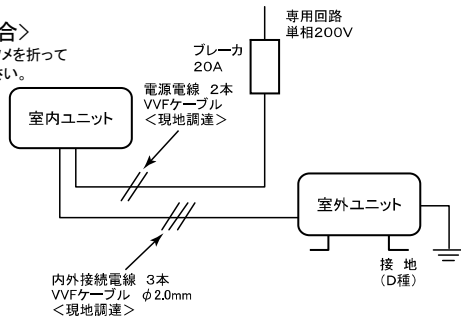 合＞
ツメを折って
さい。
専用回路
単相200V
ブレーカ
20A
電源電線 2本
VVFケーブル
＜現地調達＞
室内ユニット
室外ユニット
接 地
（D種）
内外接続電線 3本
VVFケーブル φ2.0mm
＜現地調達＞